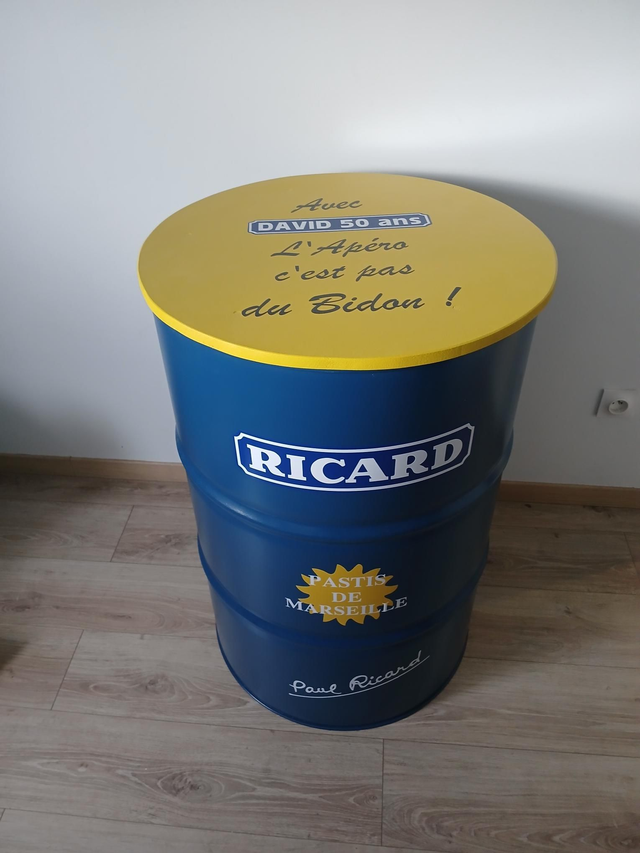 Avec
DAVID 50 ans
L'Apéro
c'est pas
du Bidon !
RICARD
PASTIS
DE
MARSEILLE
Paul Ricard